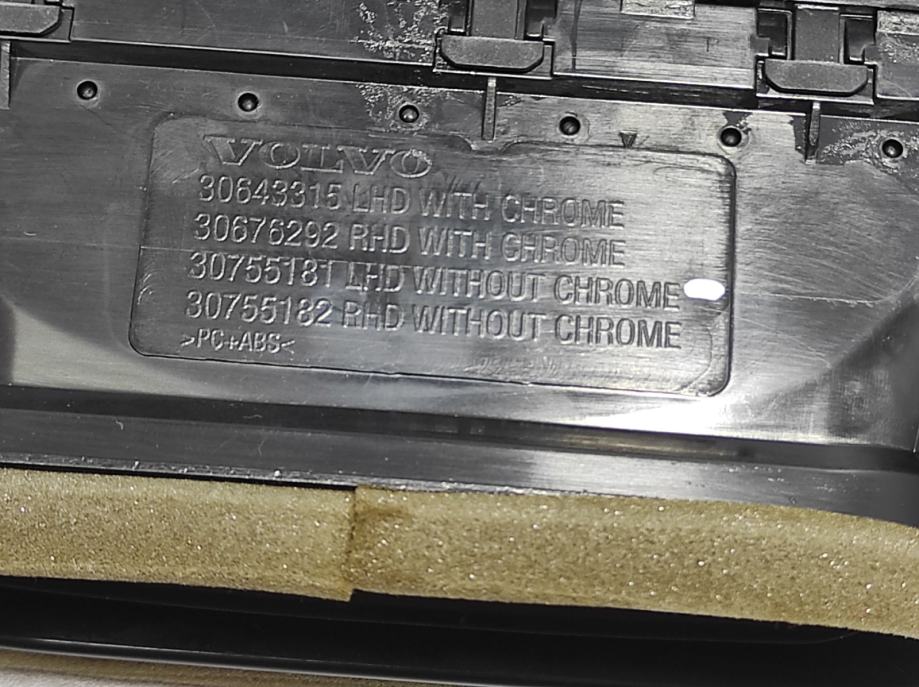 VOLVO
30643315 LHD WITH CHROME
30676292 RHD WITH CHROME
30755181 LHD WITHOUT CHROME
30755182 RHD WITHOUT CHROME
>PC+ABS<